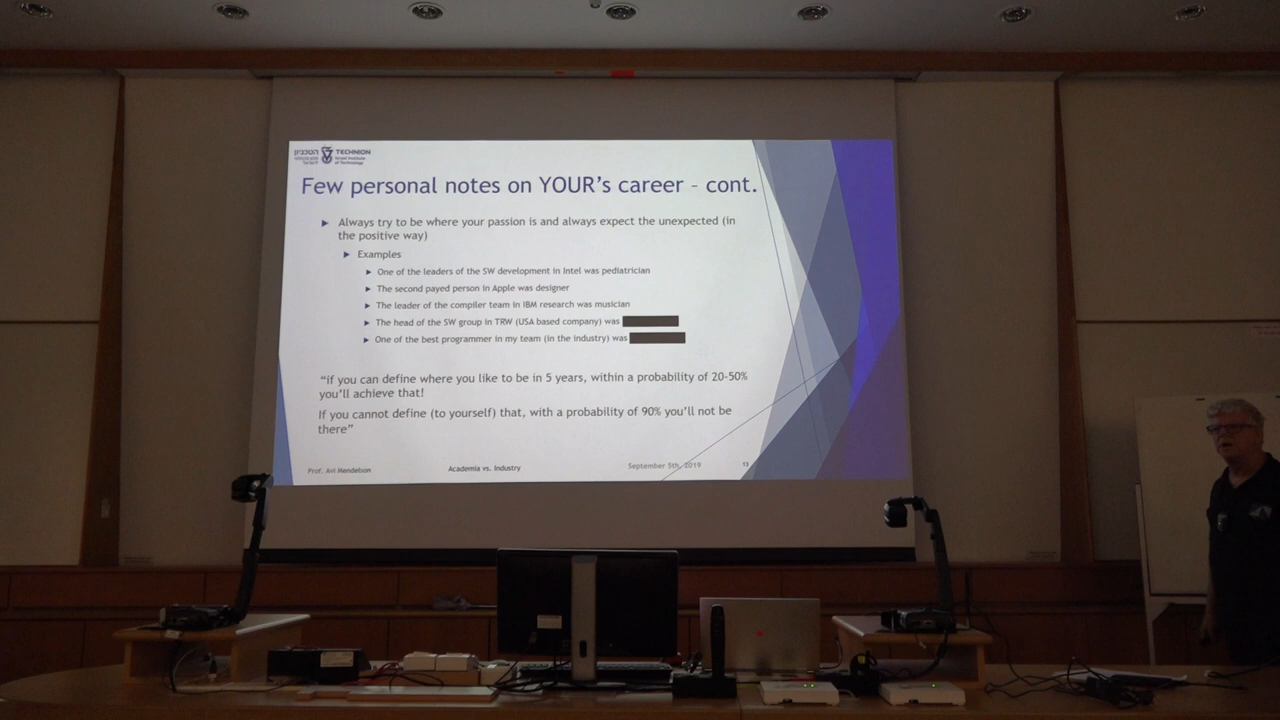 הטכניון
TECHNION
Israel Institute
of Technology
Few personal notes on YOUR's career – cont.
Always try to be where your passion is and always expect the unexpected (in
the positive way)
Examples
One of the leaders of the SW development in Intel was pediatrician
The second payed person in Apple was designer
The leader of the compiler team in IBM research was musician
The head of the SW group in TRW (USA based company) was
One of the best programmer in my team (in the industry) was
"if you can define where you like to be in 5 years, within a probability of 20-50%
you'll achieve that!
If you cannot define (to yourself) that, with a probability of 90% you'll not be
there"
Prof. Avi Mendelson
Academia vs. Industry
September 5th, 2019
13